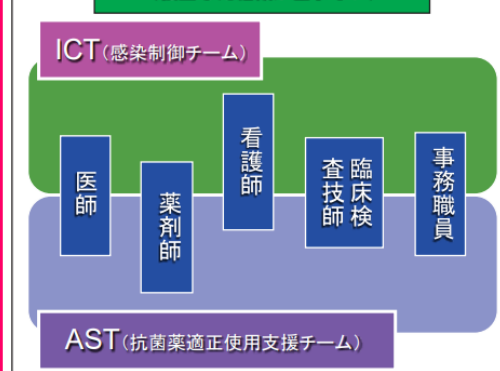 ICT(感染制御チーム)
医師
薬剤師
看護師
臨床検
査技師
事務職員
AST(抗菌薬適正使用支援チーム)